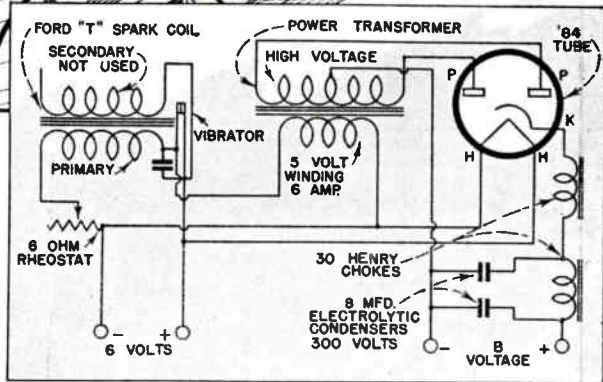 FORD "T" SPARK COIL
SECONDARY
NOT USED
PRIMARY
VIBRATOR
6 OHM
RHEOSTAT
- +
6 VOLTS
POWER TRANSFORMER
HIGH VOLTAGE
5 VOLT
WINDING
6 AMP.
'84
TUBE
P P
K
H H
30 HENRY
CHOKES
8 MFD.
ELECTROLYTIC
CONDENSERS
300 VOLTS
- B +
VOLTAGE